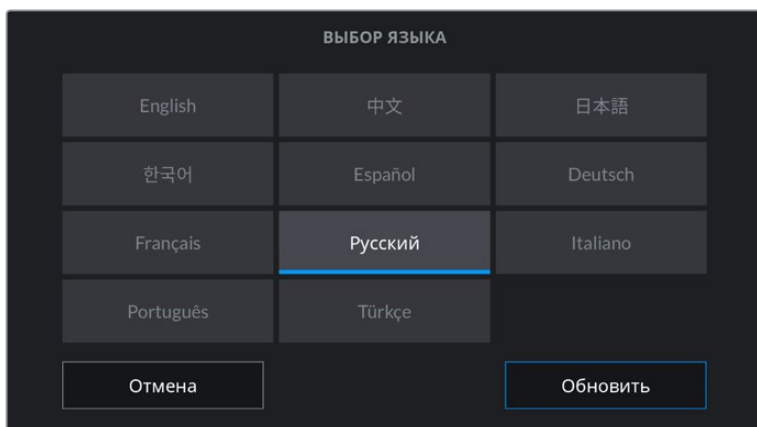 ВЫБОР ЯЗЫКА
English 中文 日本語
한국어 Español Deutsch
Français Русский Italiano
Português Türkçe
Отмена Обновить